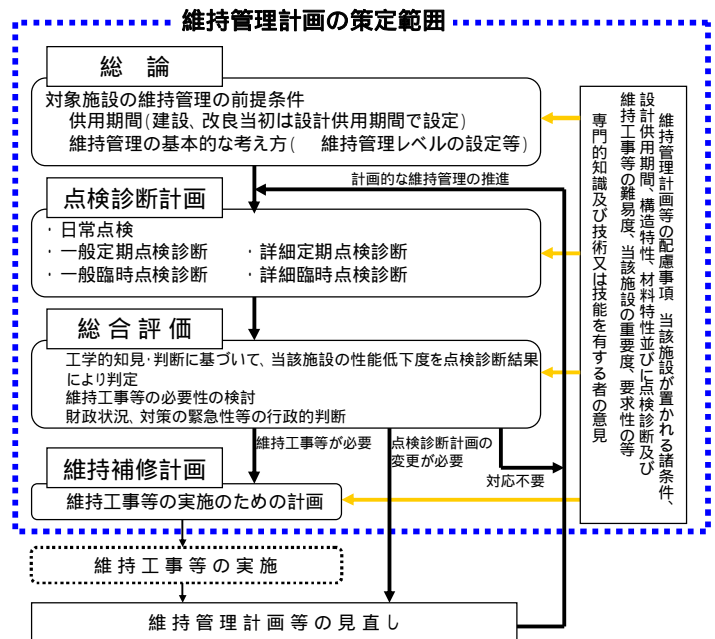 維持管理計画の策定範囲
総 論
対象施設の維持管理の前提条件
供用期間(建設、改良当初は設計供用期間で設定)
維持管理の基本的な考え方( 維持管理レベルの設定等)
計画的な維持管理の推進
点検診断計画
・日常点検
・一般定期点検診断 ・詳細定期点検診断
・一般臨時点検診断 ・詳細臨時点検診断
総合評価
工学的知見・判断に基づいて、当該施設の性能低下度を点検診断結果
により判定
維持工事等の必要性の検討
財政状況、対策の緊急性等の行政的判断
維持工事等が必要
点検診断計画の
変更が必要
対応不要
維持補修計画
維持工事等の実施のための計画
維持工事等の実施
維持管理計画等の見直し
維持管理計画等の配慮事項 当該施設が置かれる諸条件、
設計供用期間、構造特性、材料特性並びに点検診断及び
維持工事等の難易度、当該施設の重要度、要求性の等
専門的知識及び技術又は技能を有する者の意見